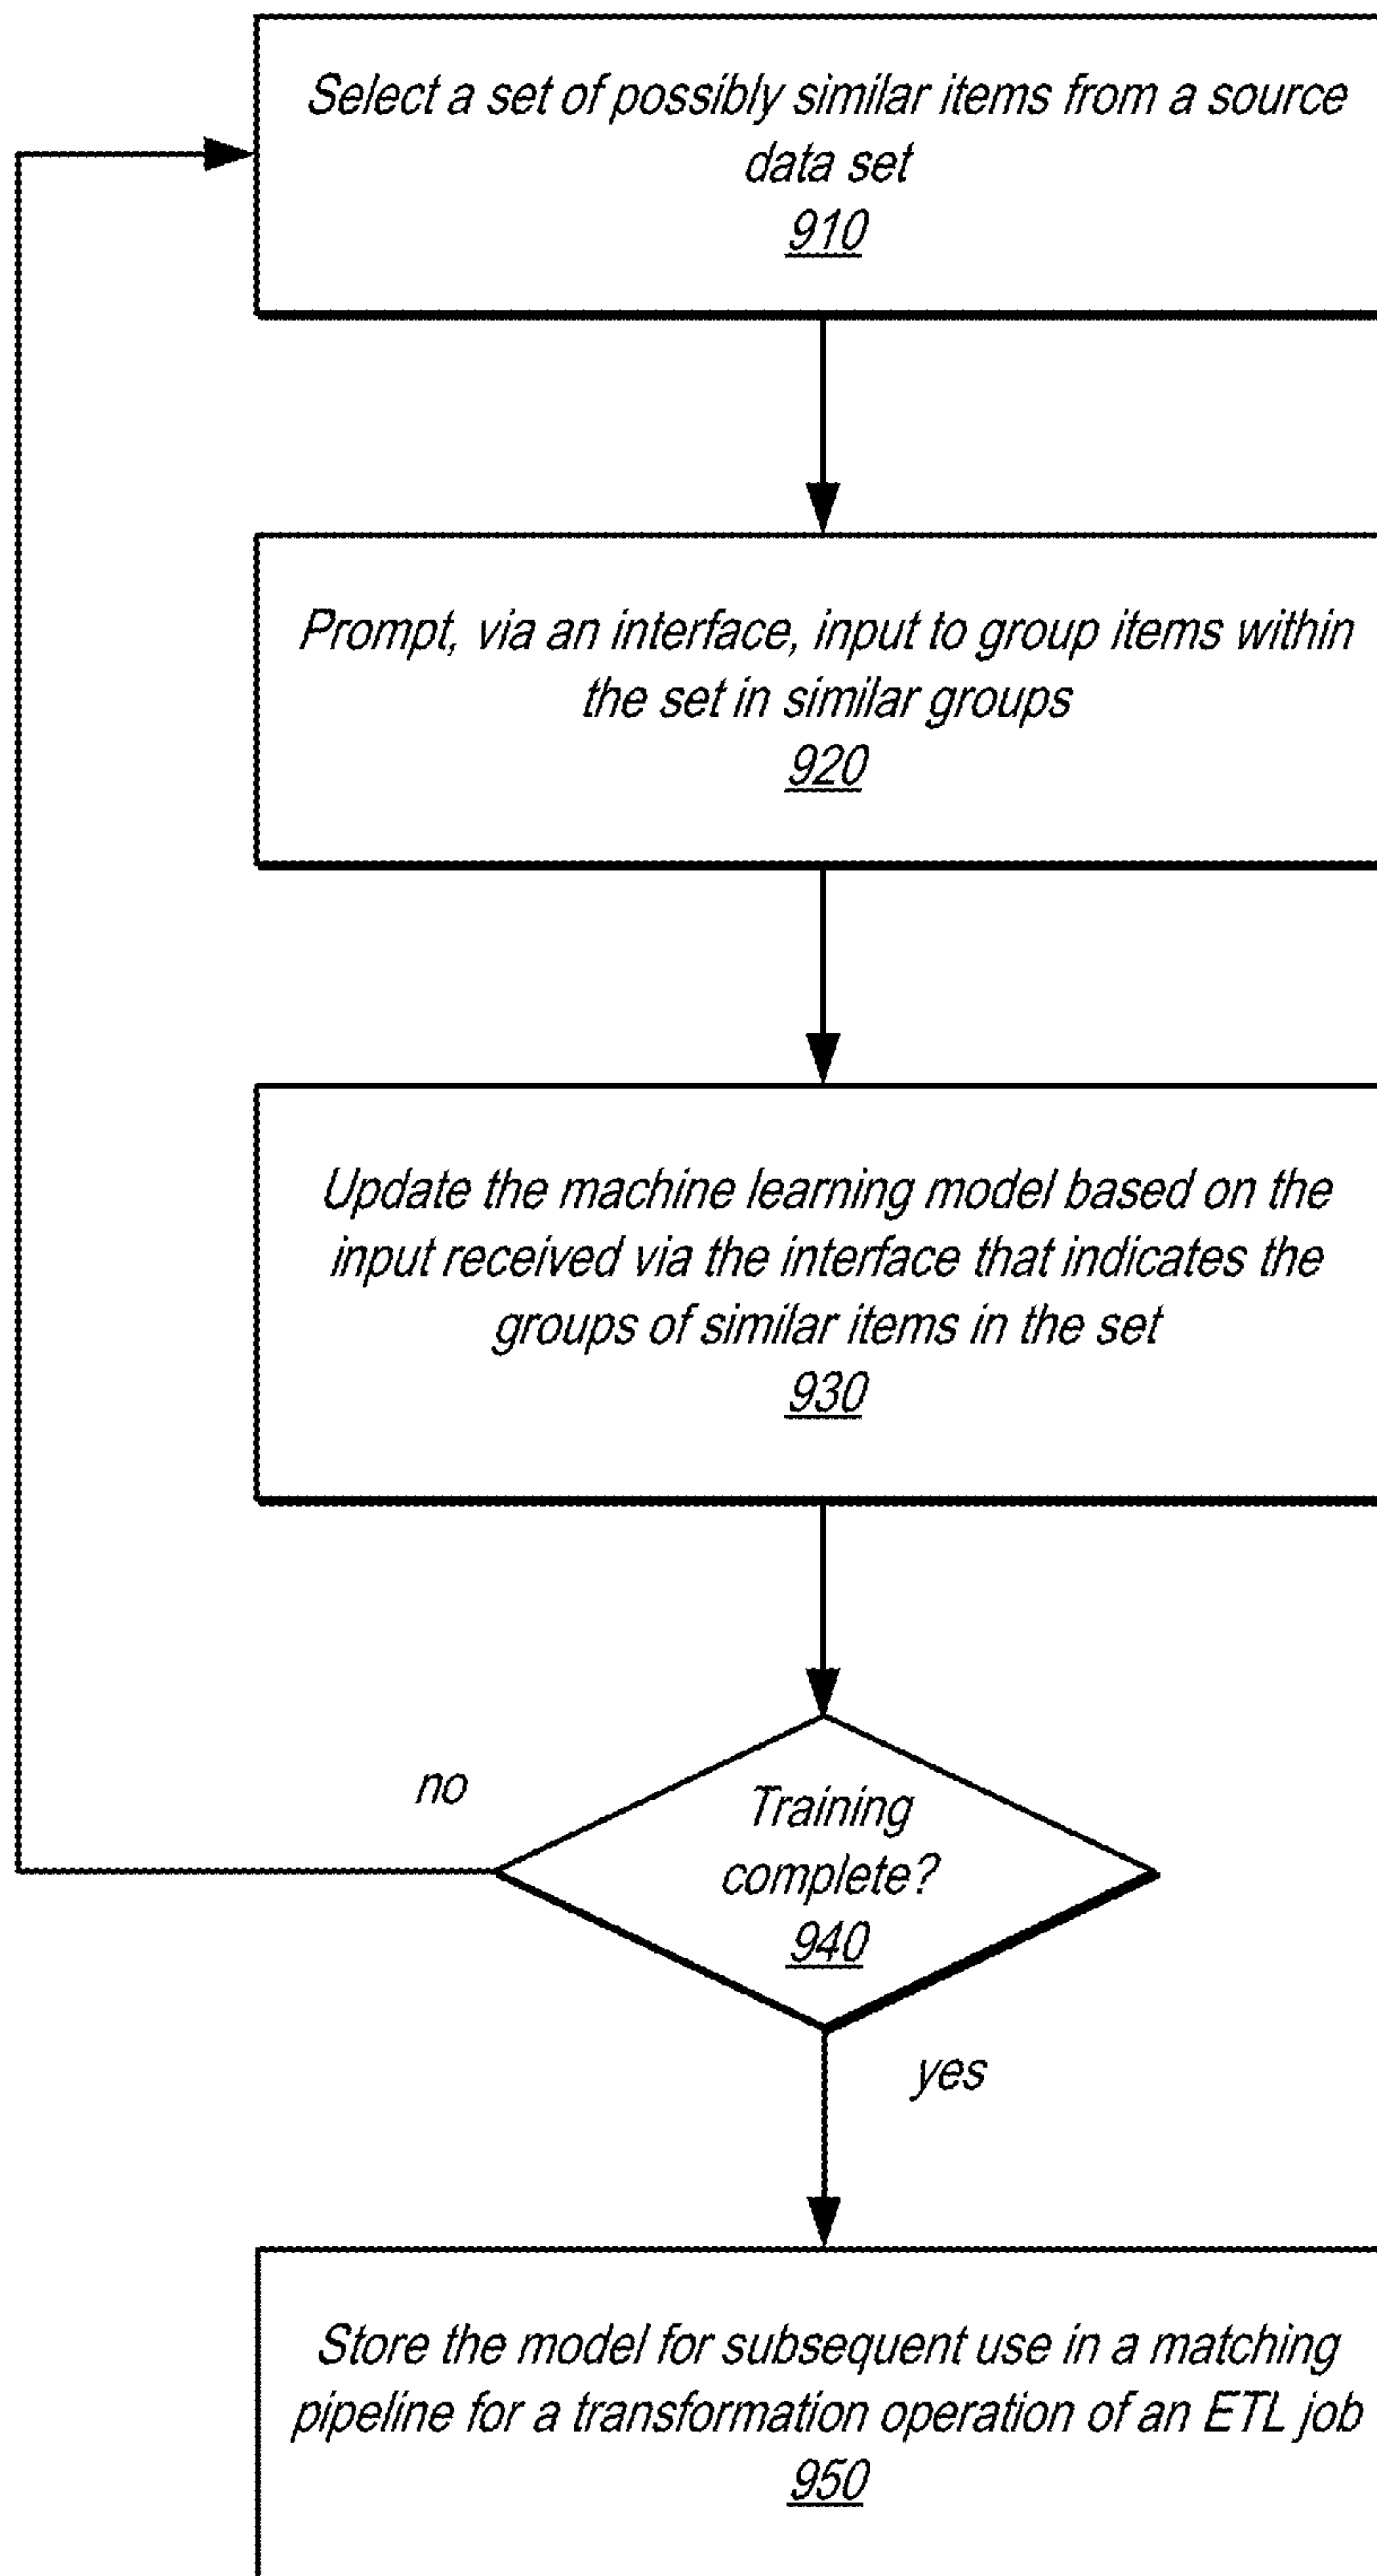 Select a set of possibly similar items from a source
data set
910
Prompt, via an interface, input to group items within
the set in similar groups
920
Update the machine learning model based on the
input received via the interface that indicates the
groups of similar items in the set
930
no
Training
complete?
940
yes
Store the model for subsequent use in a matching
pipeline for a transformation operation of an ETL job
950